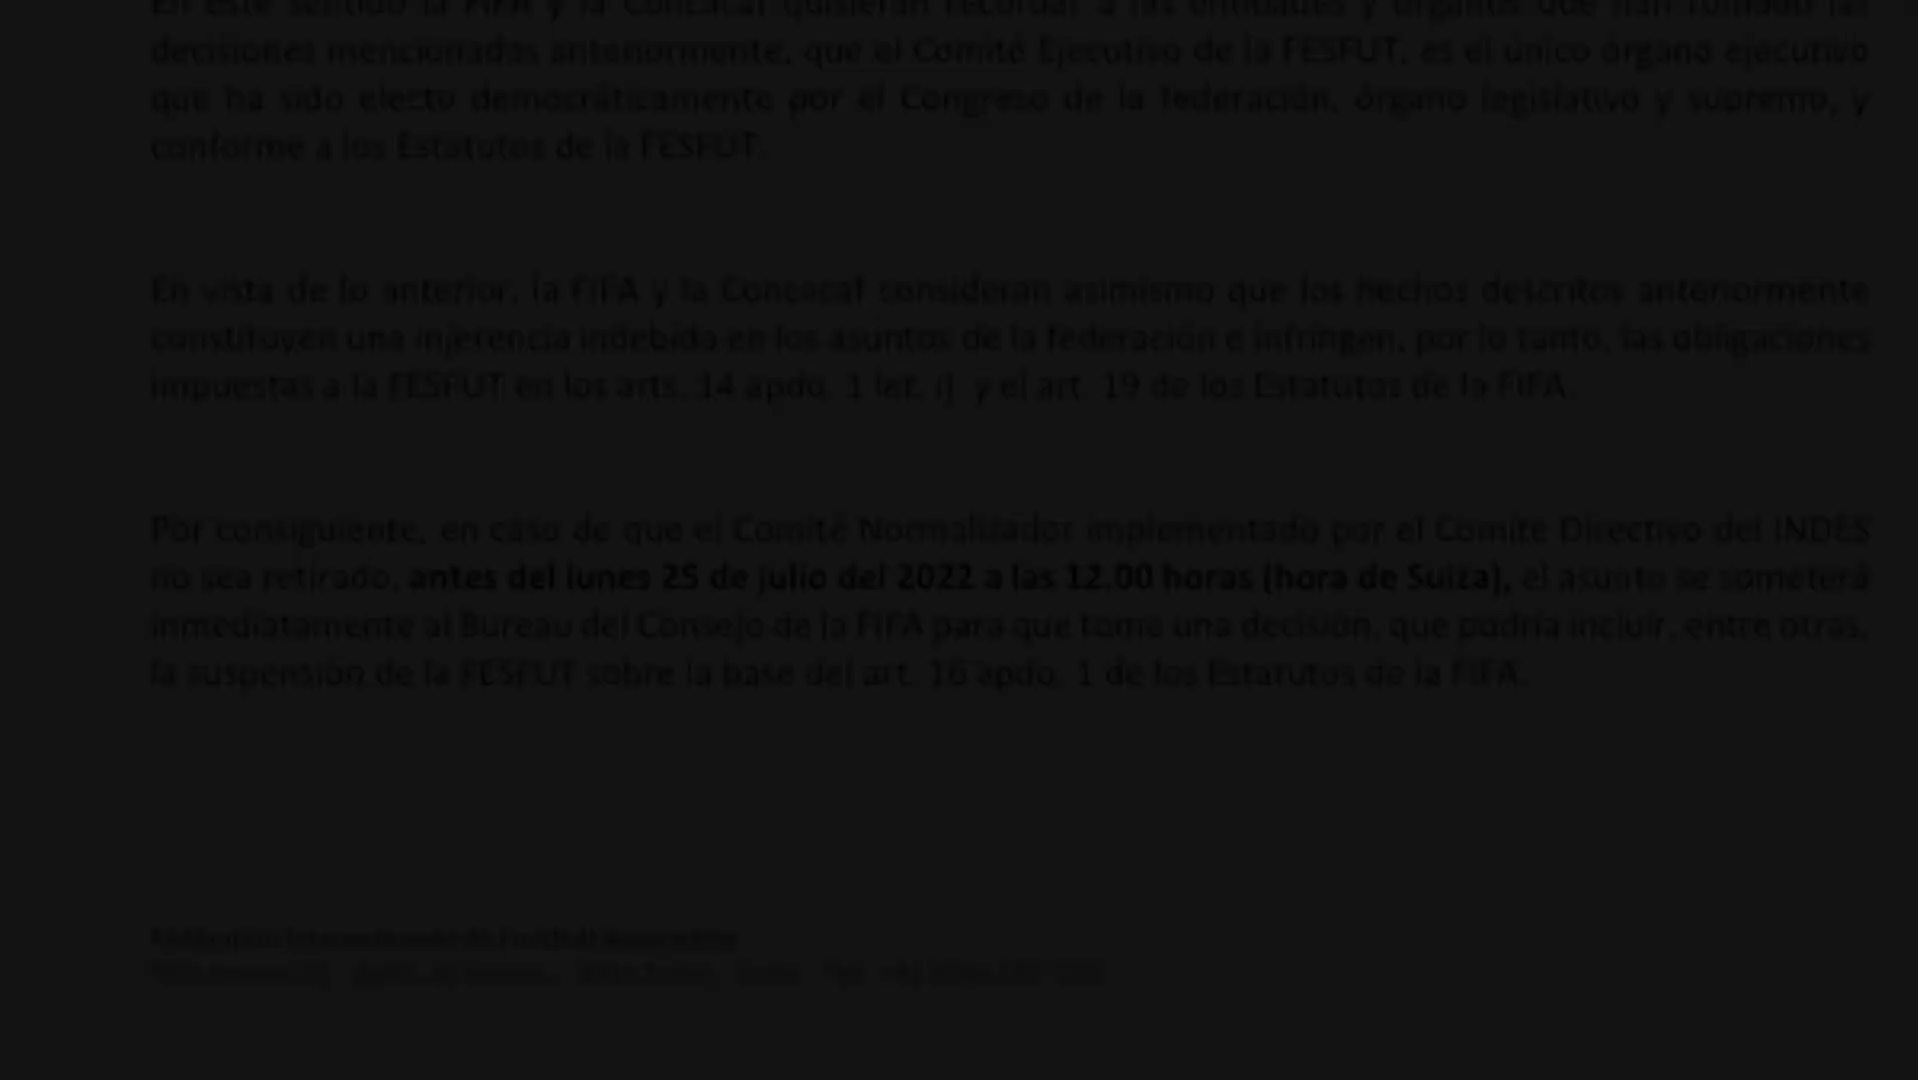 En este sentido la FIFA y la Concacaf quisieran recordar a las entidades y órganos que han tomado las
decisiones mencionadas anteriormente, que el Comité Ejecutivo de la FESFUT, es el único órgano ejecutivo
que ha sido electo democráticamente por el Congreso de la federación, órgano legislativo y supremo, y
conforme a los Estatutos de la FESFUT.
En vista de lo anterior, la FIFA y la Concacaf consideran asimismo que los hechos descritos anteriormente
constituyen una injerencia indebida en los asuntos de la federación e infringen, por lo tanto, las obligaciones
impuestas a la FESFUT en los arts. 14 apdo. 1 let. i) y el art. 19 de los Estatutos de la FIFA.
Por consiguiente, en caso de que el Comité Normalizador implementado por el Comite Directivo del INDES
no sea retirado, antes del lunes 25 de julio del 2022 a las 12.00 horas (hora de Suiza), el asunto se someterá
inmediatamente al Bureau del Consejo de la FIFA para que tome una decisión, que podría incluir, entre otras,
la suspensión de la FESFUT sobre la base del art. 16 apdo. 1 de los Estatutos de la FIFA.
Fédération Internationale de Football Association